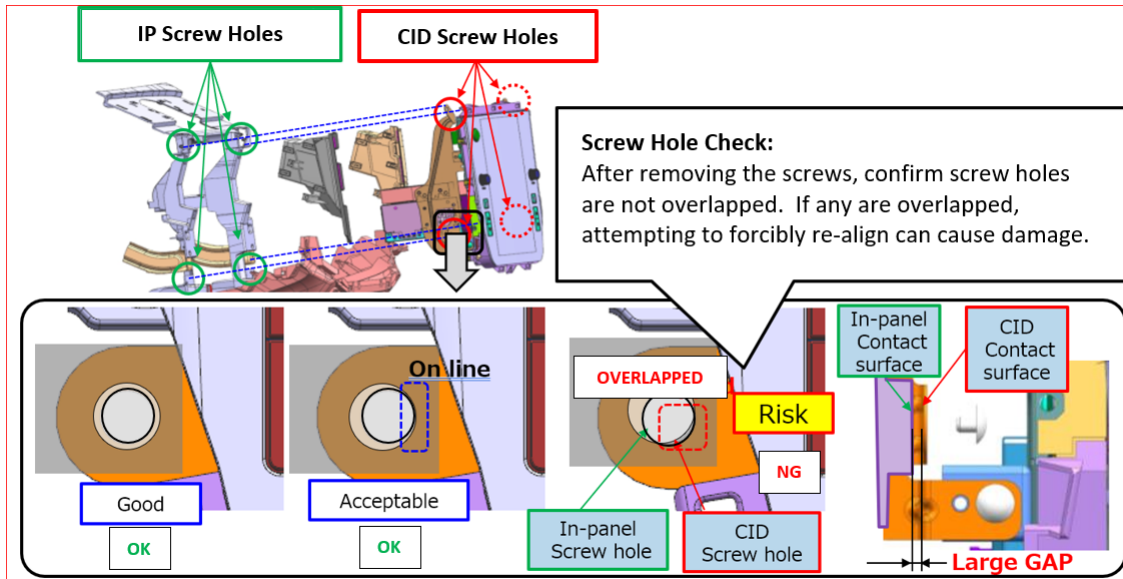 IP Screw Holes
CID Screw Holes
Screw Hole Check:
After removing the screws, confirm screw holes
are not overlapped.  If any are overlapped,
attempting to forcibly re-align can cause damage.
On line
Good
OK
Acceptable
OK
OVERLAPPED
Risk
NG
In-panel
Screw hole
CID
Screw hole
In-panel
Contact
surface
CID
Contact
surface
Large GAP